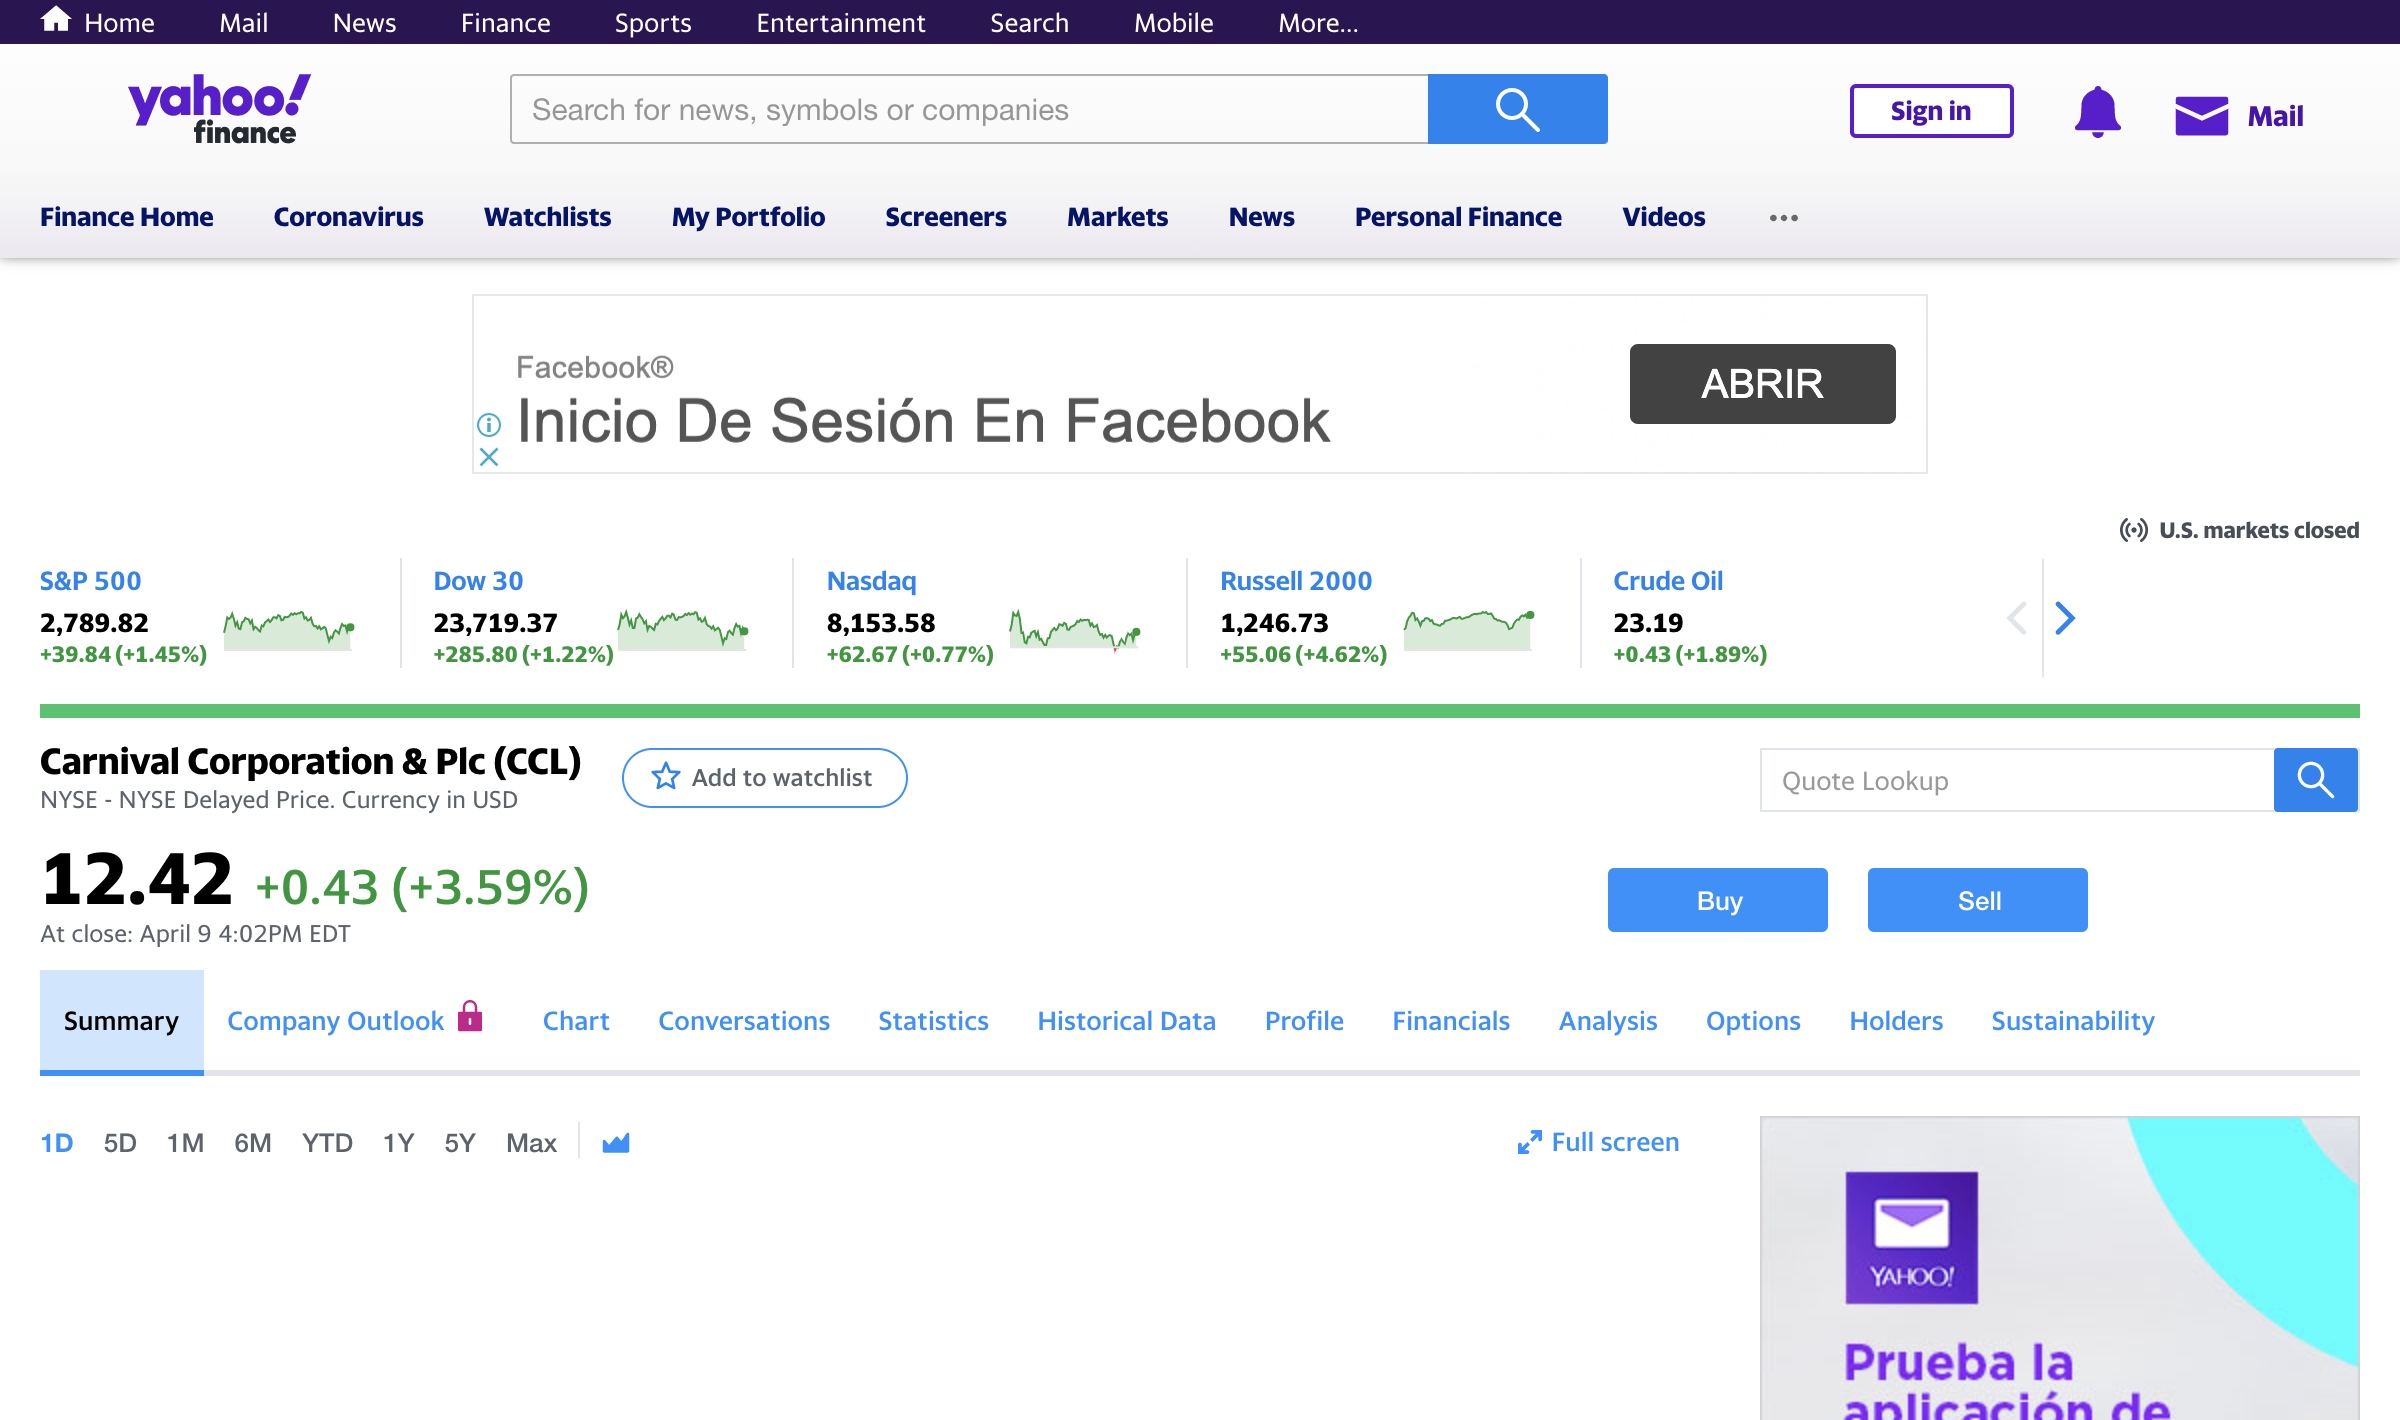 Home Mail News Finance Sports Entertainment Search Mobile More...
yahoo!
finance
Search for news, symbols or companies
Sign in
Mail
Finance Home Coronavirus Watchlists My Portfolio Screeners Markets News Personal Finance Videos •••
Facebook®
Inicio De Sesión En Facebook
ABRIR
U.S. markets closed
S&P 500
2,789.82
+39.84 (+1.45%)
Dow 30
23,719.37
+285.80 (+1.22%)
Nasdaq
8,153.58
+62.67 (+0.77%)
Russell 2000
1,246.73
+55.06 (+4.62%)
Crude Oil
23.19
+0.43 (+1.89%)
Carnival Corporation & Plc (CCL)
NYSE - NYSE Delayed Price. Currency in USD
Add to watchlist
Quote Lookup
12.42 +0.43 (+3.59%)
At close: April 9 4:02PM EDT
Buy
Sell
Summary Company Outlook Chart Conversations Statistics Historical Data Profile Financials Analysis Options Holders Sustainability
1D 5D 1M 6M YTD 1Y 5Y Max
Full screen
YAHOO!
Prueba la
aplicación de